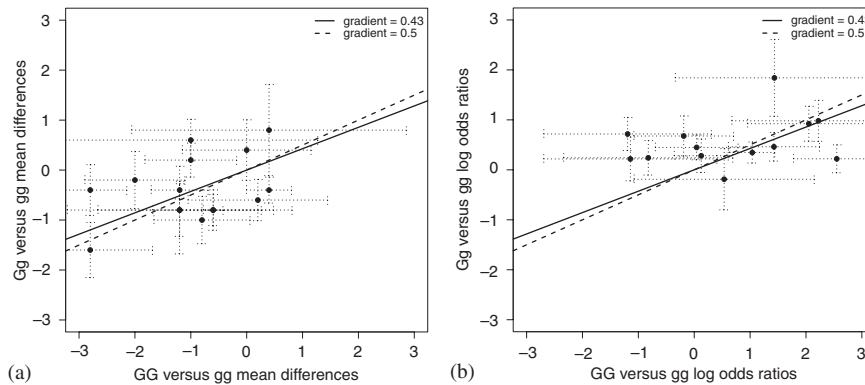 gradient = 0.43
gradient = 0.5
3
2
1
0
−1
−2
−3
Gg versus gg mean differences
−3 −2 −1 0 1 2 3
(a)
GG versus gg mean differences
gradient = 0.4
gradient = 0.5
3
2
1
0
−1
−2
−3
Gg versus gg log odds ratios
−3 −2 −1 0 1 2 3
(b)
GG versus gg log odds ratios